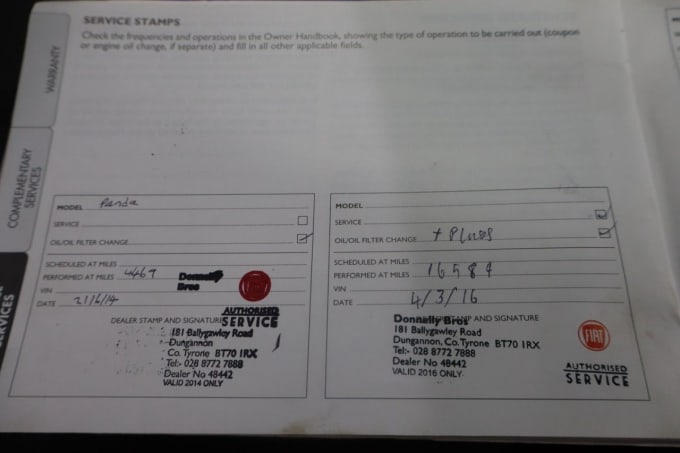 SERVICE STAMPS
Check the frequencies and operations in the Owner Handbook, showing the type of operation to be carried out (coupon
or engine oil change, if separate) and fill in all other applicable fields.
WARRANTY
COMPLEMENTARY
SERVICES
SERVICES
MODEL Panda
SERVICE
OIL/OIL FILTER CHANGE
SCHEDULED AT MILES
PERFORMED AT MILES 4467
VIN
DATE 21/6/14
Donnelly
Bros
DEALER STAMP AND SIGNATURE
AUTHORISED
SERVICE
181 Ballygawley Road
Dungannon
Co. Tyrone BT70 1RX
Tel:- 028 8772 7888
Dealer No 48442
VALID 2014 ONLY
MODEL
SERVICE
OIL/OIL FILTER CHANGE + Plugs
SCHEDULED AT MILES
PERFORMED AT MILES 16589
VIN
DATE 4/3/16
DEALER STAMP AND SIGNATURE
Donnelly Bros
181 Ballygawley Road
Dungannon, Co. Tyrone BT70 1RX
Tel:- 028 8772 7888
Dealer No 48442
VALID 2016 ONLY
FIAT
AUTHORISED
SERVICE